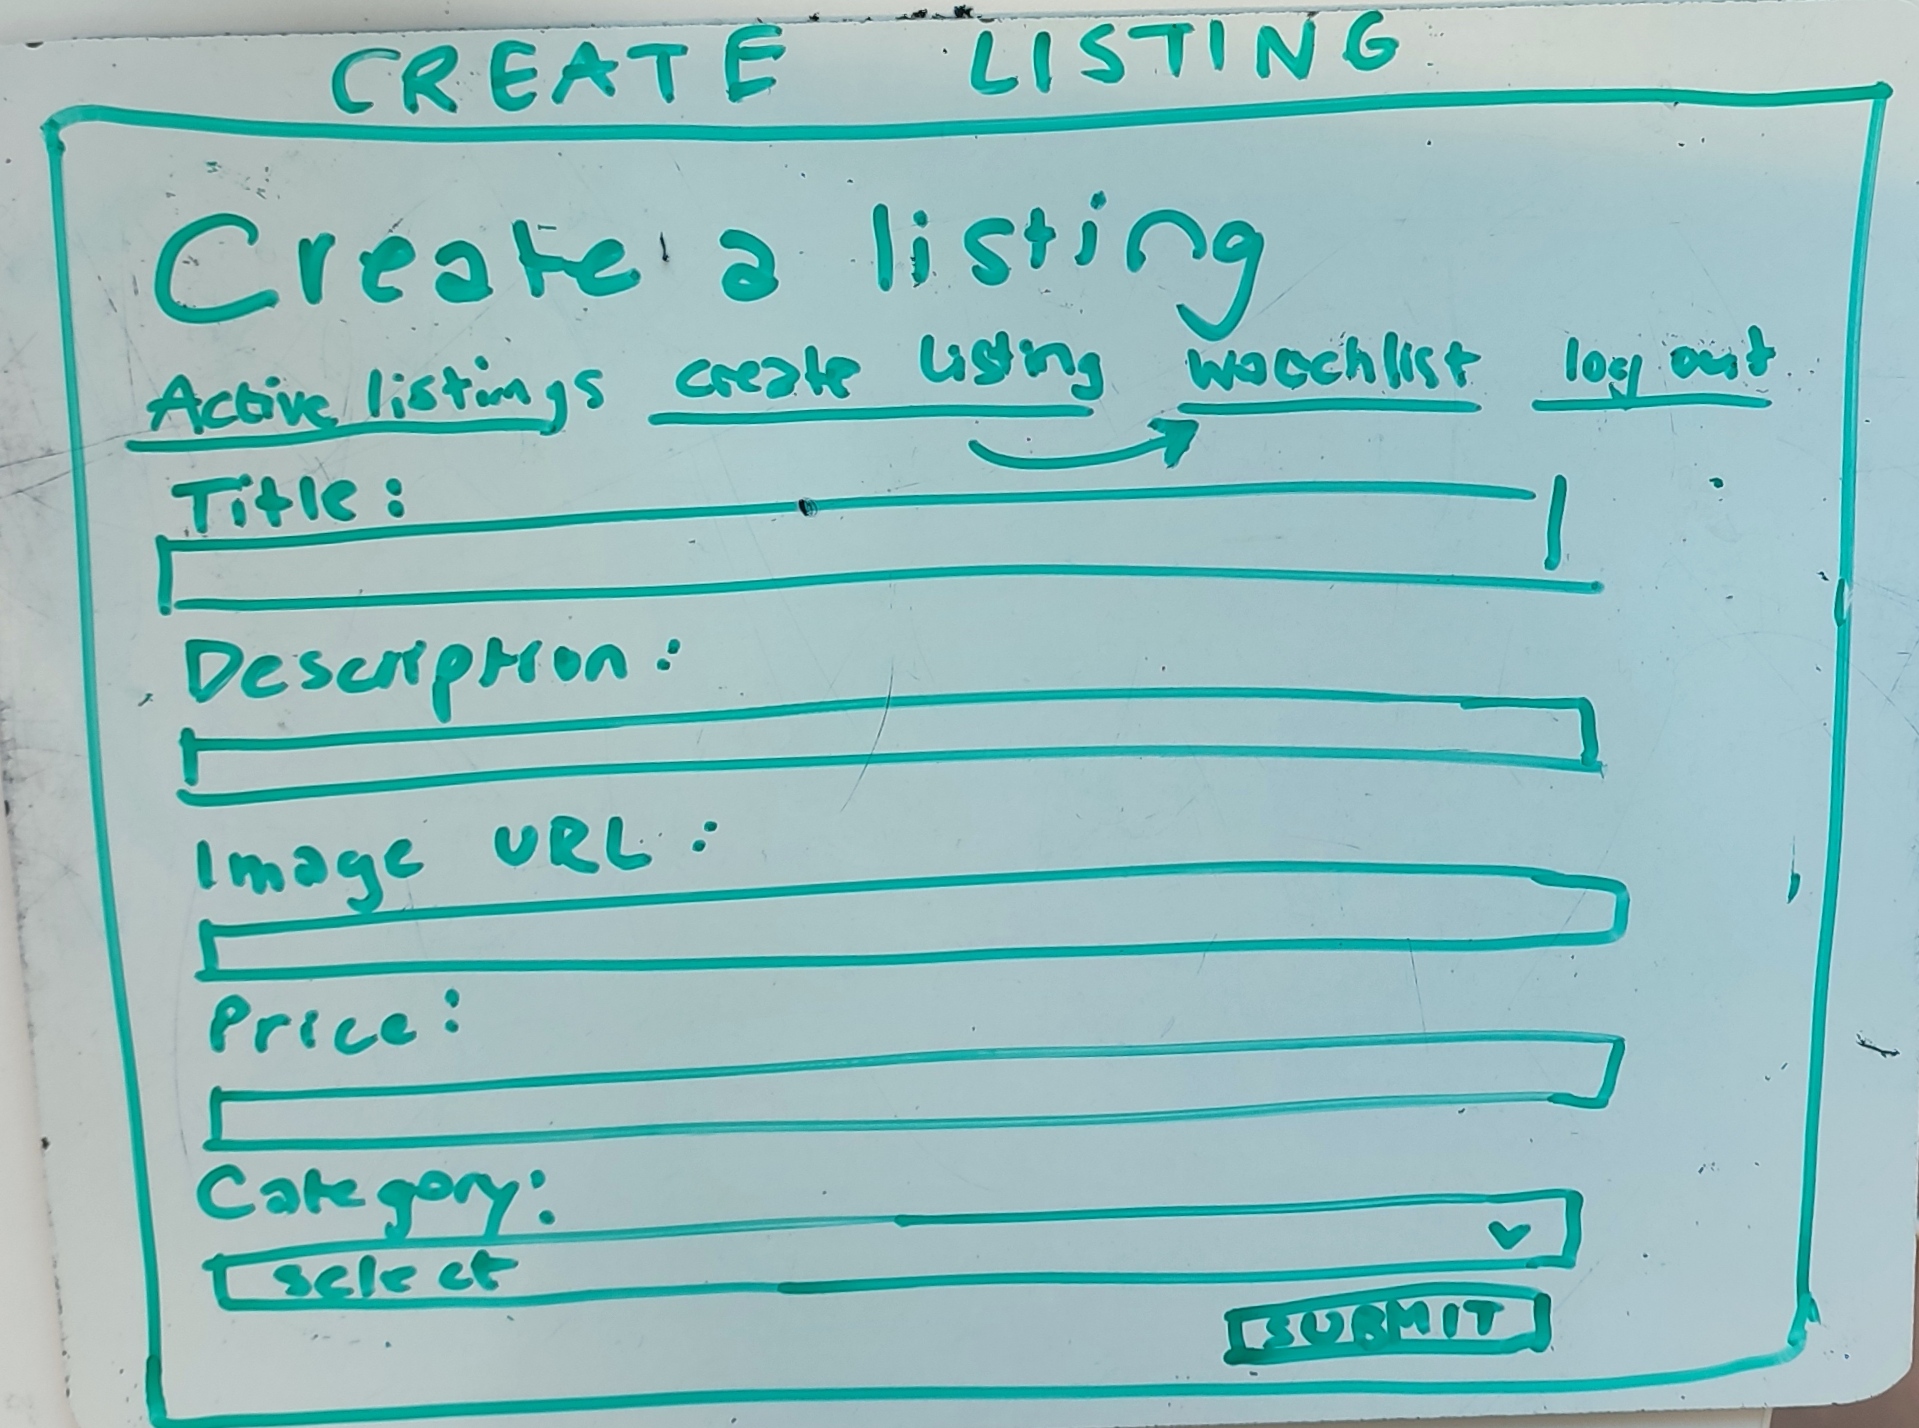 CREATE LISTING
Create a listing
Active listings create listing watchlist log out
Title:
Description:
Image URL:
Price:
Category:
select
SUBMIT